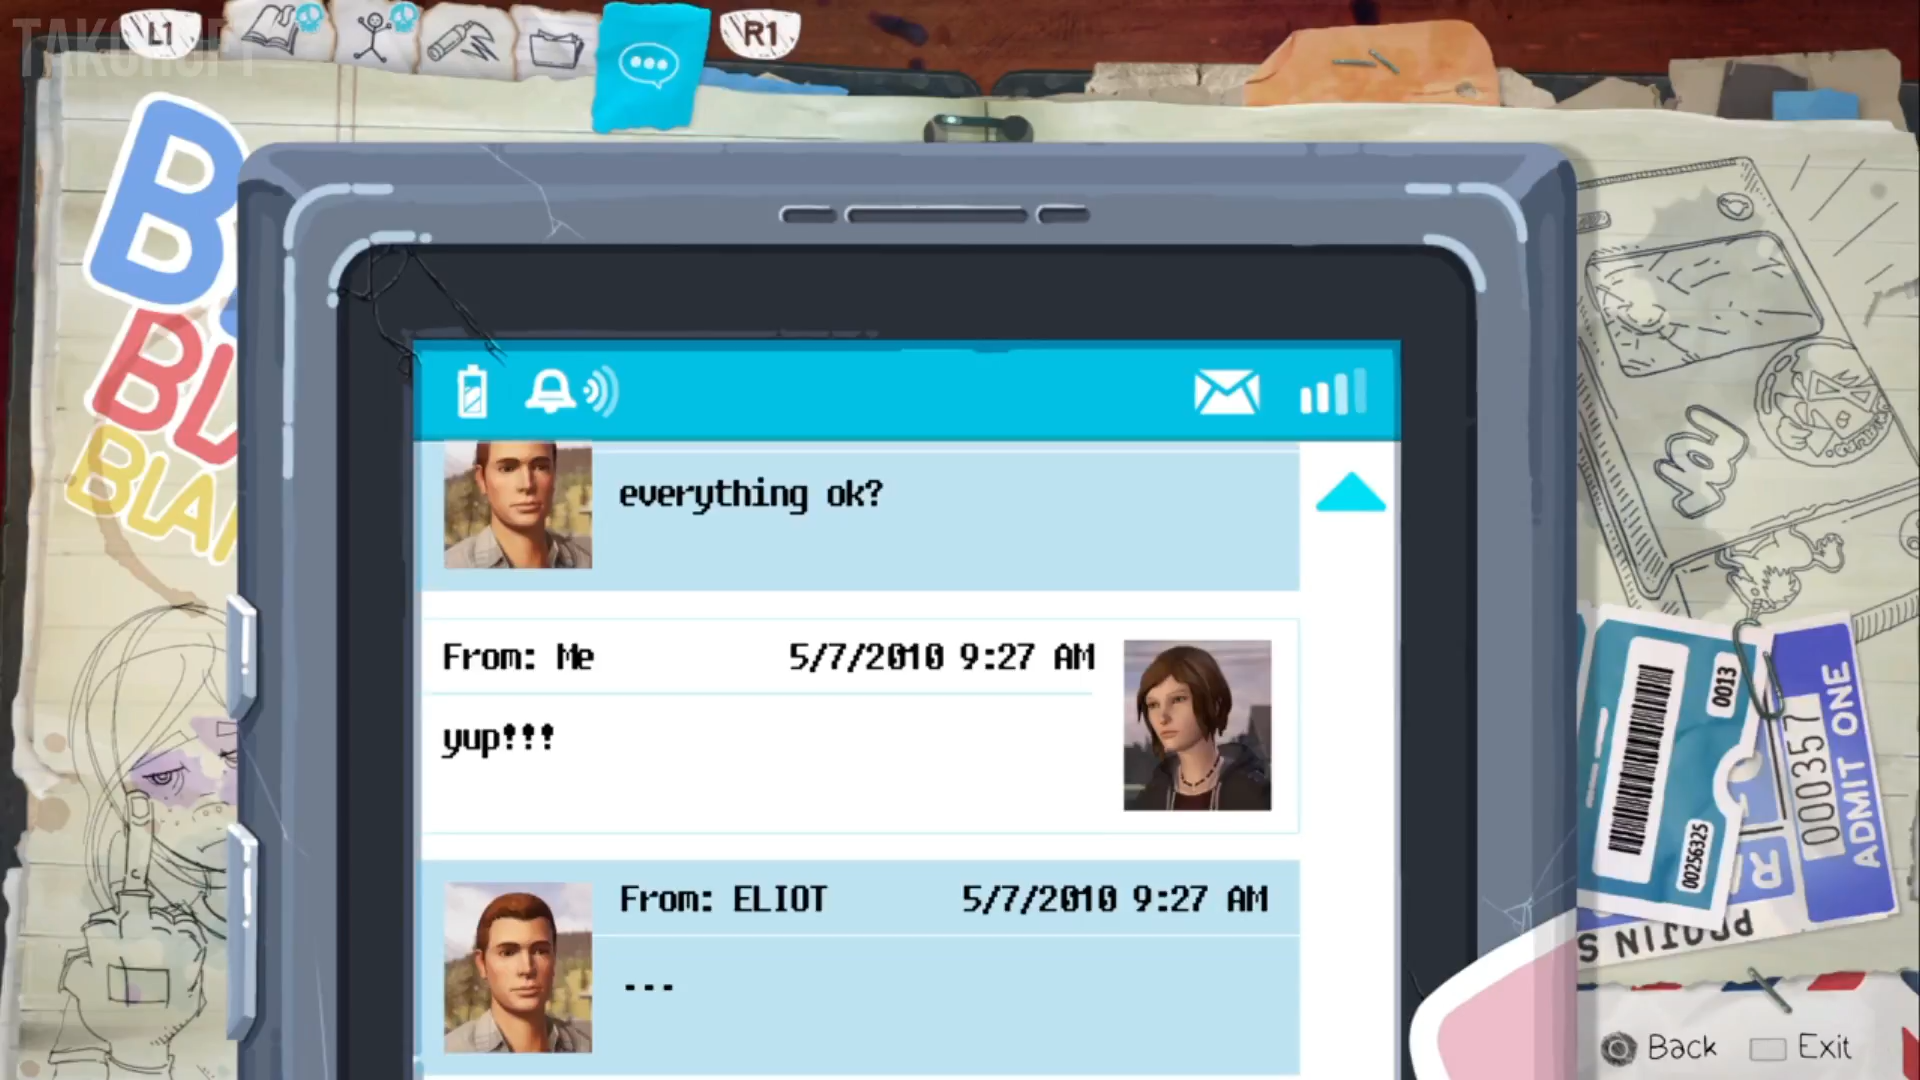 L1
R1
everything ok?
From: Me 5/7/2010 9:27 AM
yup!!!
From: ELIOT 5/7/2010 9:27 AM
---
0013
00256325
000357
ADMIT ONE
Back
Exit